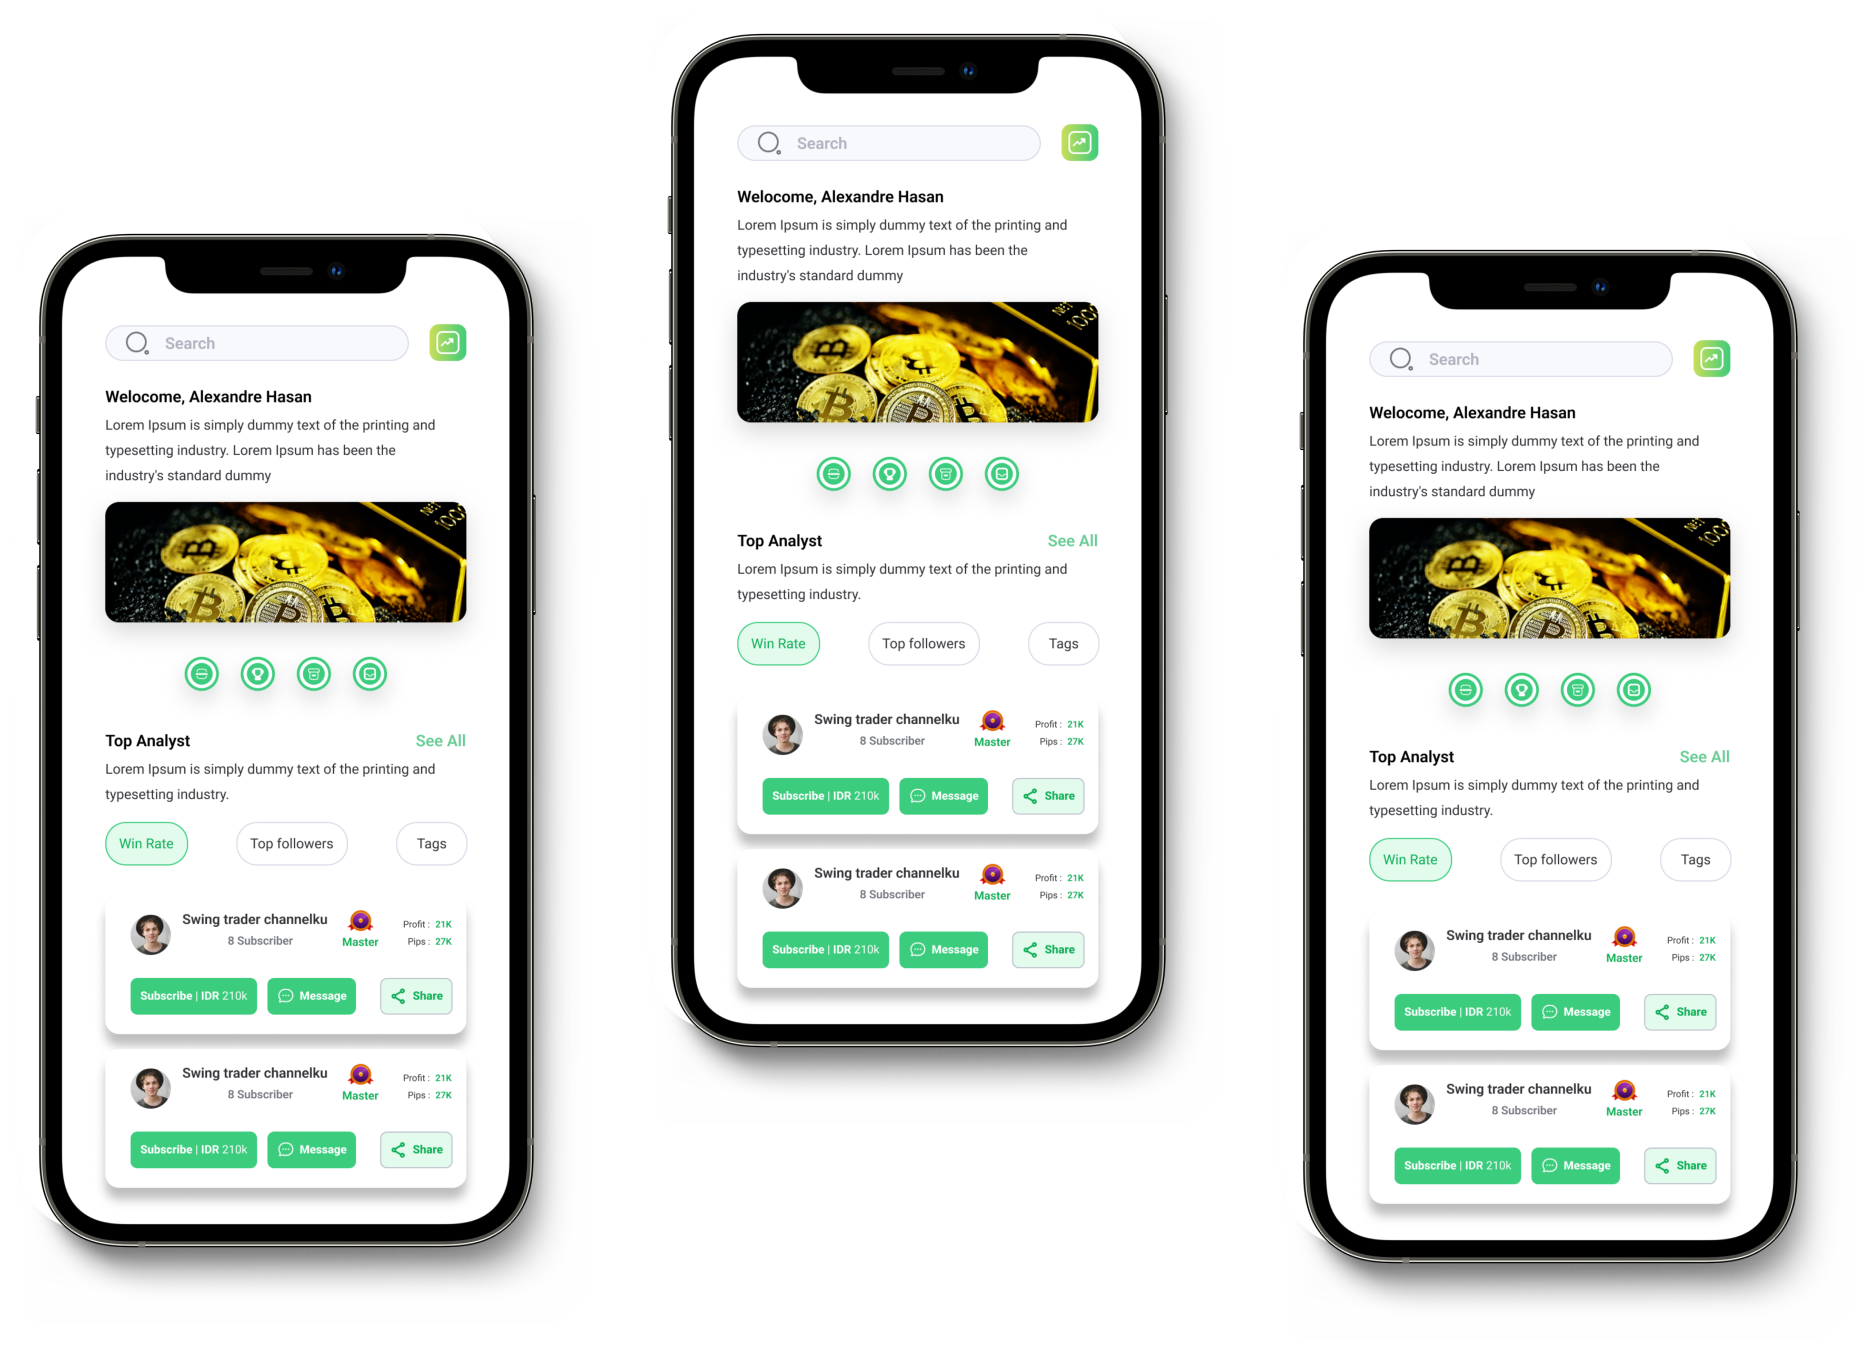 Search
Welocome, Alexandre Hasan
Lorem Ipsum is simply dummy text of the printing and
typesetting industry. Lorem Ipsum has been the
industry's standard dummy
Top Analyst See All
Lorem Ipsum is simply dummy text of the printing and
typesetting industry.
Win Rate Top followers Tags
Swing trader channelku
8 Subscriber
Master
Profit : 21K
Pips : 27K
Subscribe | IDR 210k Message Share
Swing trader channelku
8 Subscriber
Master
Profit : 21K
Pips : 27K
Subscribe | IDR 210k Message Share
Search
Welocome, Alexandre Hasan
Lorem Ipsum is simply dummy text of the printing and
typesetting industry. Lorem Ipsum has been the
industry's standard dummy
Top Analyst See All
Lorem Ipsum is simply dummy text of the printing and
typesetting industry.
Win Rate Top followers Tags
Swing trader channelku
8 Subscriber
Master
Profit : 21K
Pips : 27K
Subscribe | IDR 210k Message Share
Swing trader channelku
8 Subscriber
Master
Profit : 21K
Pips : 27K
Subscribe | IDR 210k Message Share
Search
Welocome, Alexandre Hasan
Lorem Ipsum is simply dummy text of the printing and
typesetting industry. Lorem Ipsum has been the
industry's standard dummy
Top Analyst See All
Lorem Ipsum is simply dummy text of the printing and
typesetting industry.
Win Rate Top followers Tags
Swing trader channelku
8 Subscriber
Master
Profit : 21K
Pips : 27K
Subscribe | IDR 210k Message Share
Swing trader channelku
8 Subscriber
Master
Profit : 21K
Pips : 27K
Subscribe | IDR 210k Message Share